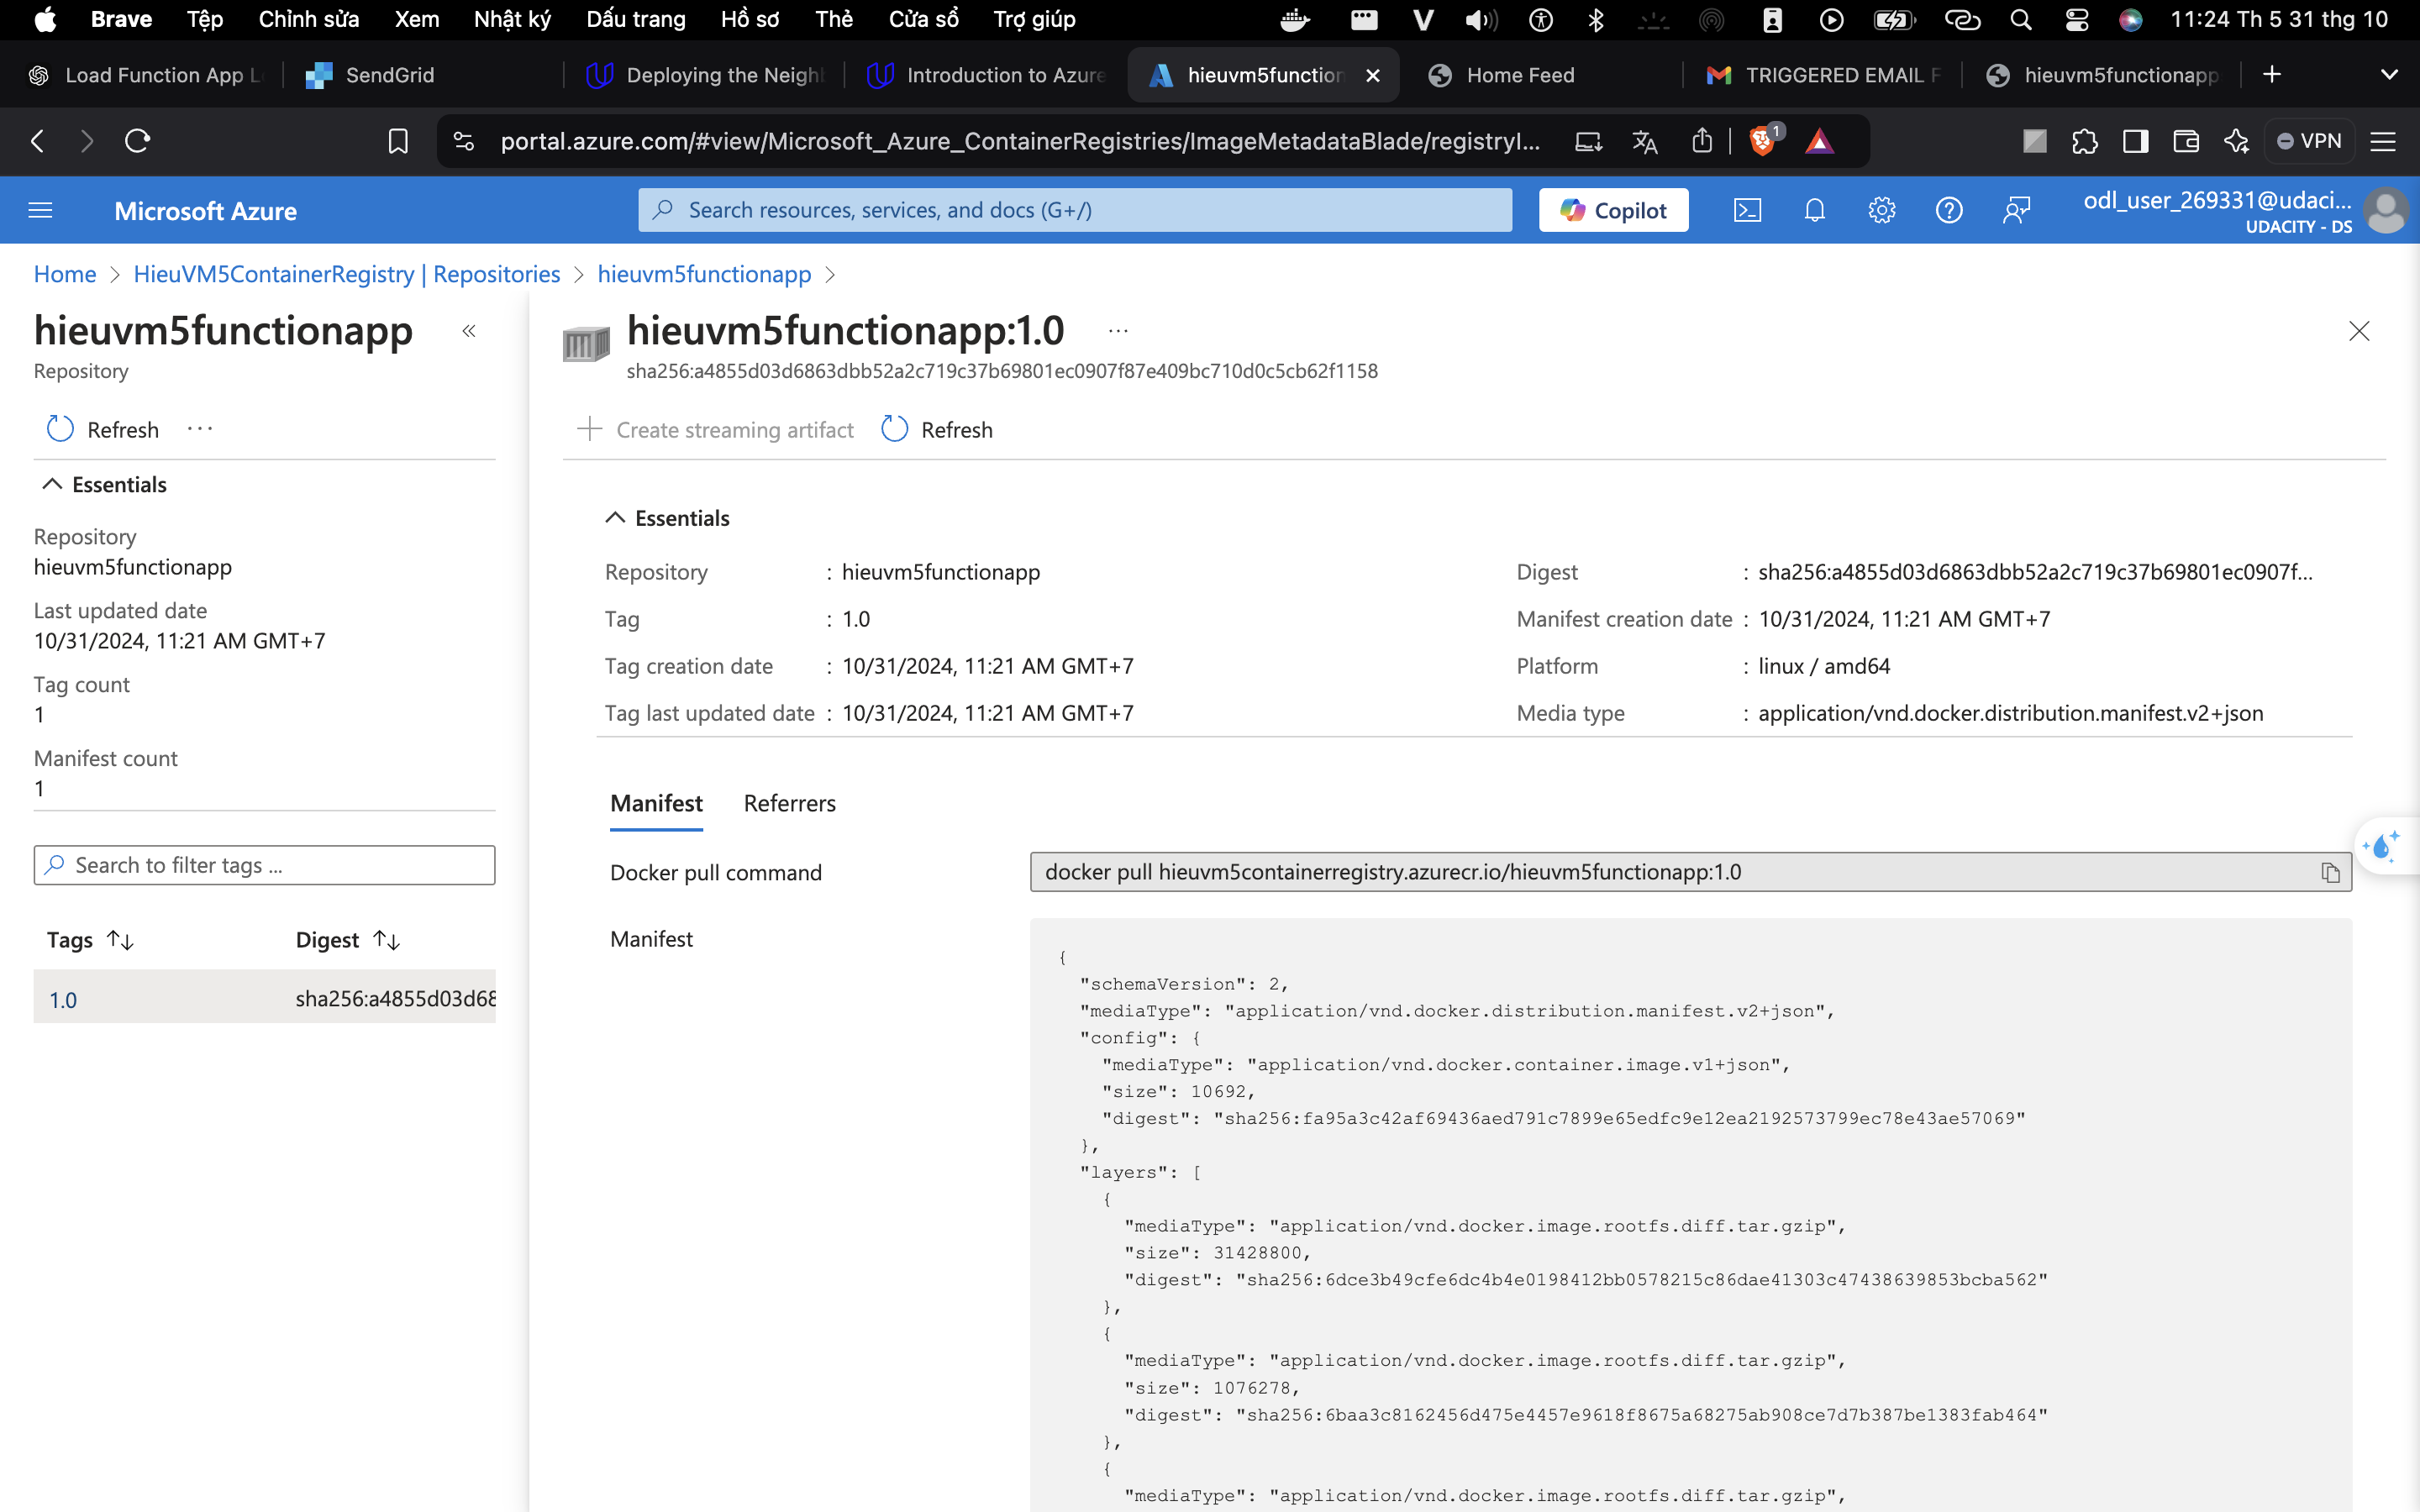 Brave Tệp Chỉnh sửa Xem Nhật ký Dấu trang Hồ sơ Thẻ Cửa sổ Trợ giúp 11:24 Th 5 31 thg 10
Load Function App L SendGrid Deploying the Neighb Introduction to Azure hieuvm5function Home Feed TRIGGERED EMAIL F hieuvm5functionapp
portal.azure.com/#view/Microsoft_Azure_ContainerRegistries/ImageMetadataBlade/registryI... 1 VPN
Microsoft Azure Search resources, services, and docs (G+/) Copilot odl_user_269331@udaci...
UDACITY - DS
Home > HieuVM5ContainerRegistry | Repositories > hieuvm5functionapp >
hieuvm5functionapp «
Repository
Refresh ...
Essentials
Repository
hieuvm5functionapp
Last updated date
10/31/2024, 11:21 AM GMT+7
Tag count
1
Manifest count
1
Search to filter tags ...
Tags Digest
1.0 sha256:a4855d03d68
hieuvm5functionapp:1.0 ...
sha256:a4855d03d6863dbb52a2c719c37b69801ec0907f87e409bc710d0c5cb62f1158
Create streaming artifact Refresh
Essentials
Repository : hieuvm5functionapp
Tag : 1.0
Tag creation date : 10/31/2024, 11:21 AM GMT+7
Tag last updated date : 10/31/2024, 11:21 AM GMT+7
Digest : sha256:a4855d03d6863dbb52a2c719c37b69801ec0907f...
Manifest creation date : 10/31/2024, 11:21 AM GMT+7
Platform : linux / amd64
Media type : application/vnd.docker.distribution.manifest.v2+json
Manifest Referrers
Docker pull command docker pull hieuvm5containerregistry.azurecr.io/hieuvm5functionapp:1.0
Manifest
{
"schemaVersion": 2,
"mediaType": "application/vnd.docker.distribution.manifest.v2+json",
"config": {
"mediaType": "application/vnd.docker.container.image.v1+json",
"size": 10692,
"digest": "sha256:fa95a3c42af69436aed791c7899e65edfc9e12ea2192573799ec78e43ae57069"
},
"layers": [
{
"mediaType": "application/vnd.docker.image.rootfs.diff.tar.gzip",
"size": 31428800,
"digest": "sha256:6dce3b49cfe6dc4b4e0198412bb0578215c86dae41303c47438639853bcba562"
},
{
"mediaType": "application/vnd.docker.image.rootfs.diff.tar.gzip",
"size": 1076278,
"digest": "sha256:6baa3c8162456d475e4457e9618f8675a68275ab908ce7d7b387be1383fab464"
},
{
"mediaType": "application/vnd.docker.image.rootfs.diff.tar.gzip",